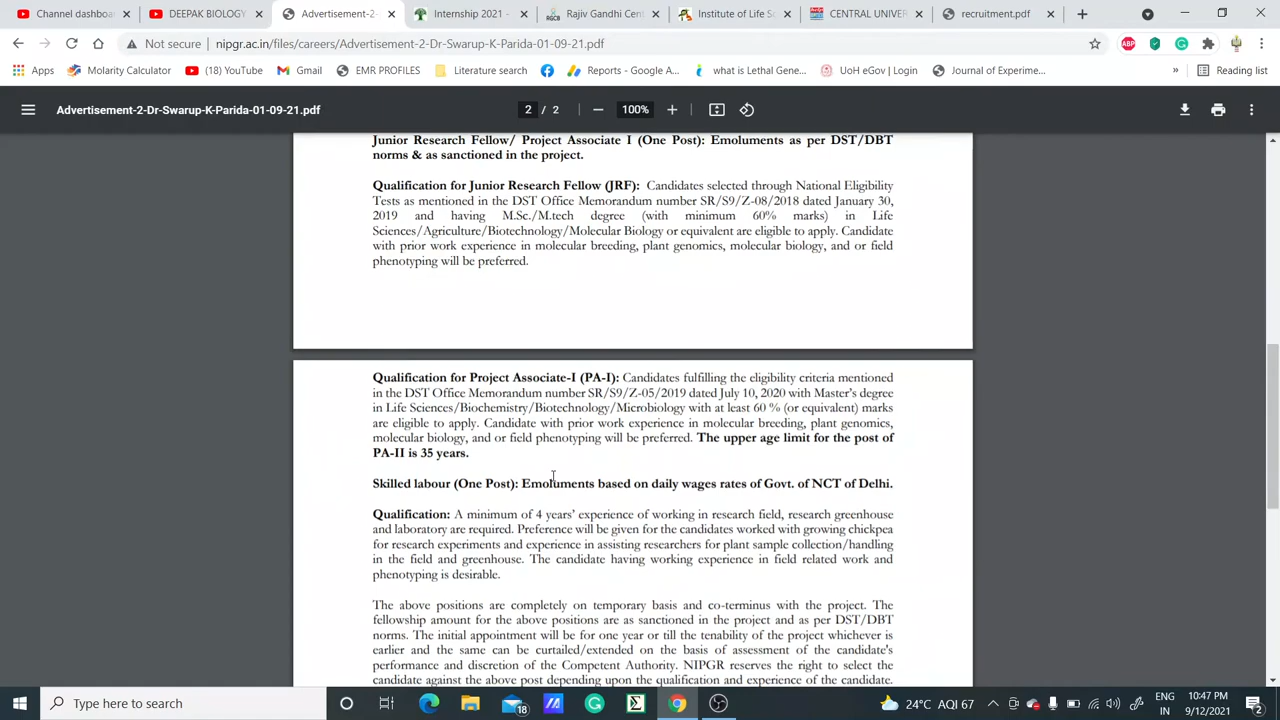 Channel dashboa
DEEPAK BIOLOGY
Advertisement-2
Internship 2021 -
Rajiv Gandhi Cent
Institute of Life Sc
CENTRAL UNIVER
recruitment.pdf
Not secure | nipgr.ac.in/files/careers/Advertisement-2-Dr-Swarup-K-Parida-01-09-21.pdf
ABP
Apps
Molarity Calculator
(18) YouTube
Gmail
EMR PROFILES
Literature search
Reports - Google A...
what is Lethal Gene...
UoH eGov | Login
Journal of Experime...
»
Reading list
Advertisement-2-Dr-Swarup-K-Parida-01-09-21.pdf
2 / 2
100%
Junior Research Fellow/ Project Associate I (One Post): Emoluments as per DST/DBT
norms & as sanctioned in the project.
Qualification for Junior Research Fellow (JRF): Candidates selected through National Eligibility
Tests as mentioned in the DST Office Memorandum number SR/S9/Z-08/2018 dated January 30,
2019 and having M.Sc./M.tech degree (with minimum 60% marks) in Life
Sciences/Agriculture/Biotechnology/Molecular Biology or equivalent are eligible to apply. Candidate
with prior work experience in molecular breeding, plant genomics, molecular biology, and or field
phenotyping will be preferred.
Qualification for Project Associate-I (PA-I): Candidates fulfilling the eligibility criteria mentioned
in the DST Office Memorandum number SR/S9/Z-05/2019 dated July 10, 2020 with Master's degree
in Life Sciences/Biochemistry/Biotechnology/Microbiology with at least 60 % (or equivalent) marks
are eligible to apply. Candidate with prior work experience in molecular breeding, plant genomics,
molecular biology, and or field phenotyping will be preferred. The upper age limit for the post of
PA-II is 35 years.
Skilled labour (One Post): Emoluments based on daily wages rates of Govt. of NCT of Delhi.
Qualification: A minimum of 4 years' experience of working in research field, research greenhouse
and laboratory are required. Preference will be given for the candidates worked with growing chickpea
for research experiments and experience in assisting researchers for plant sample collection/handling
in the field and greenhouse. The candidate having working experience in field related work and
phenotyping is desirable.
The above positions are completely on temporary basis and co-terminus with the project. The
fellowship amount for the above positions are as sanctioned in the project and as per DST/DBT
norms. The initial appointment will be for one year or till the tenability of the project whichever is
earlier and the same can be curtailed/extended on the basis of assessment of the candidate's
performance and discretion of the Competent Authority. NIPGR reserves the right to select the
candidate against the above post depending upon the qualification and experience of the candidate.
Type here to search
18
24°C AQI 67
ENG
IN
10:47 PM
9/12/2021
2